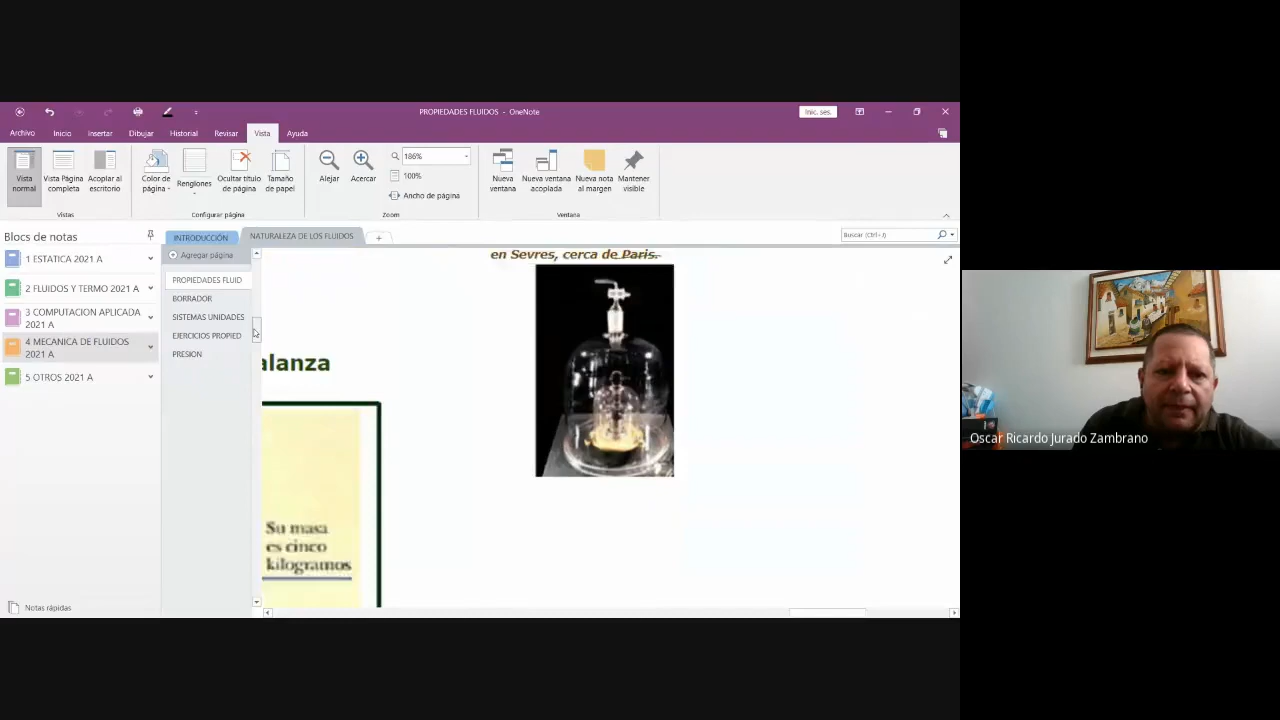 PROPIEDADES FLUIDOS - OneNote
Inic. ses.
Archivo Inicio Insertar Dibujar Historial Revisar Vista Ayuda
Vista normal
Vista Página completa
Acoplar al escritorio
Vistas
Color de página
Renglones
Ocultar título de página
Tamaño de papel
Configurar página
Alejar
Acercar
186%
100%
Ancho de página
Zoom
Nueva ventana
Nueva ventana acoplada
Nueva nota al margen
Mantener visible
Ventana
Blocs de notas
1 ESTATICA 2021 A
2 FLUIDOS Y TERMO 2021 A
3 COMPUTACION APLICADA
2021 A
4 MECANICA DE FLUIDOS
2021 A
5 OTROS 2021 A
Notas rápidas
INTRODUCCIÓN NATURALEZA DE LOS FLUIDOS +
Buscar (Ctrl+J)
Agregar página
PROPIEDADES FLUID
BORRADOR
SISTEMAS UNIDADES
EJERCICIOS PROPIED
PRESION
en Sevres, cerca de Paris.
alanza
Su masa
es cinco
kilogramos
Oscar Ricardo Jurado Zambrano